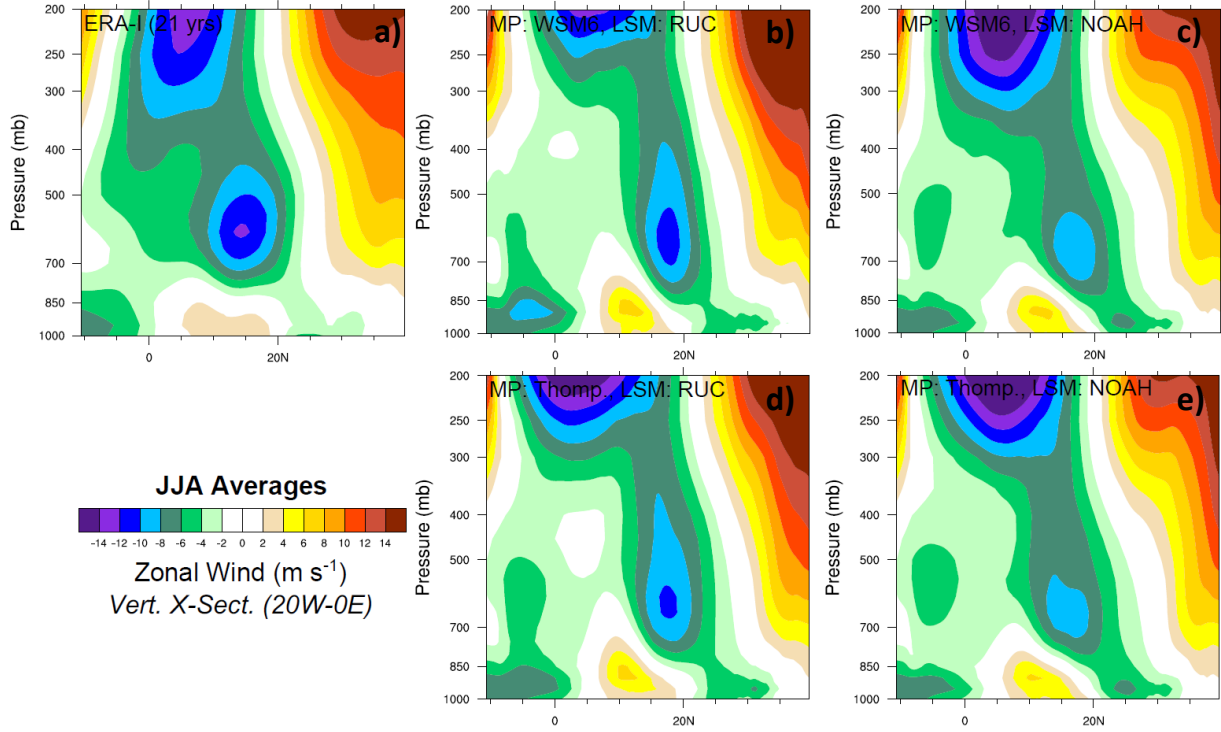 ERA-I (21 yrs)
a)
Pressure (mb)
200
250
300
400
500
700
850
1000
0
20N
MP: WSM6, LSM: RUC
b)
Pressure (mb)
200
250
300
400
500
700
850
1000
0
20N
MP: WSM6, LSM: NOAH
c)
Pressure (mb)
200
250
300
400
500
700
850
1000
0
20N
JJA Averages
-14 -12 -10 -8 -6 -4 -2 0 2 4 6 8 10 12 14
Zonal Wind (m s⁻¹)
Vert. X-Sect. (20W-0E)
MP: Thomp., LSM: RUC
d)
Pressure (mb)
200
250
300
400
500
700
850
1000
0
20N
MP: Thomp., LSM: NOAH
e)
Pressure (mb)
200
250
300
400
500
700
850
1000
0
20N